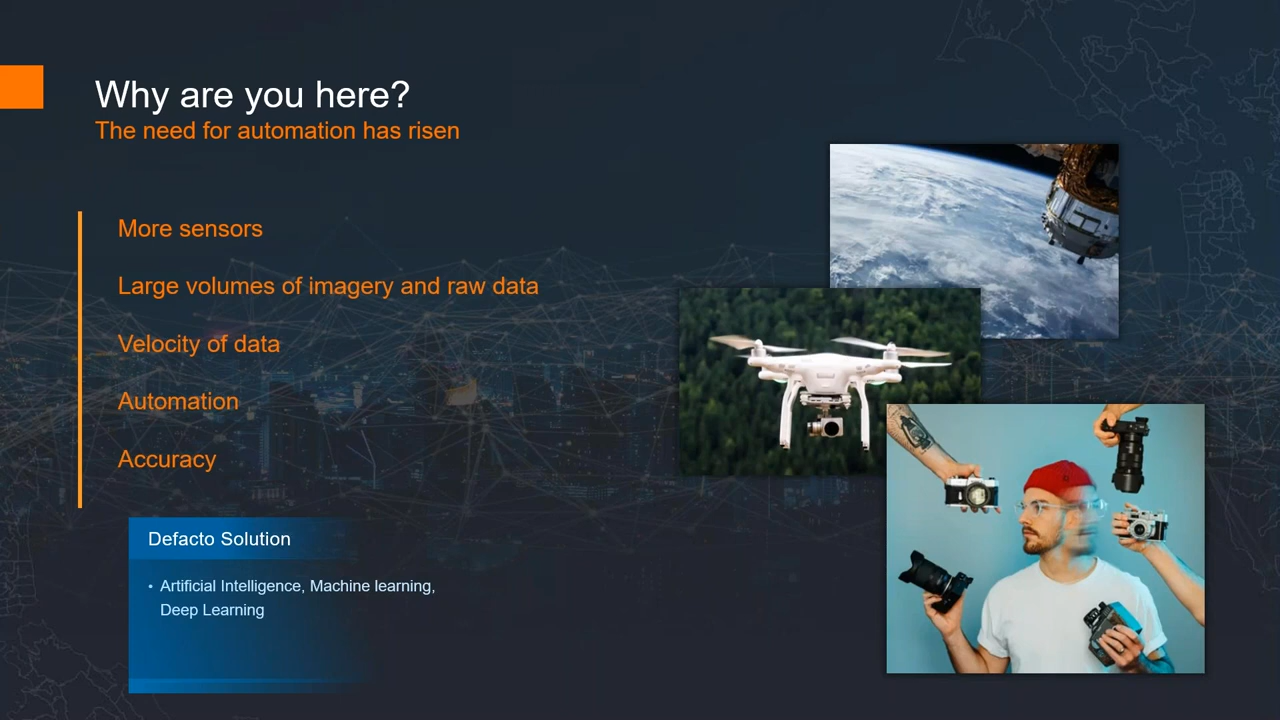 Why are you here?
The need for automation has risen
More sensors
Large volumes of imagery and raw data
Velocity of data
Automation
Accuracy
Defacto Solution
• Artificial Intelligence, Machine learning,
Deep Learning